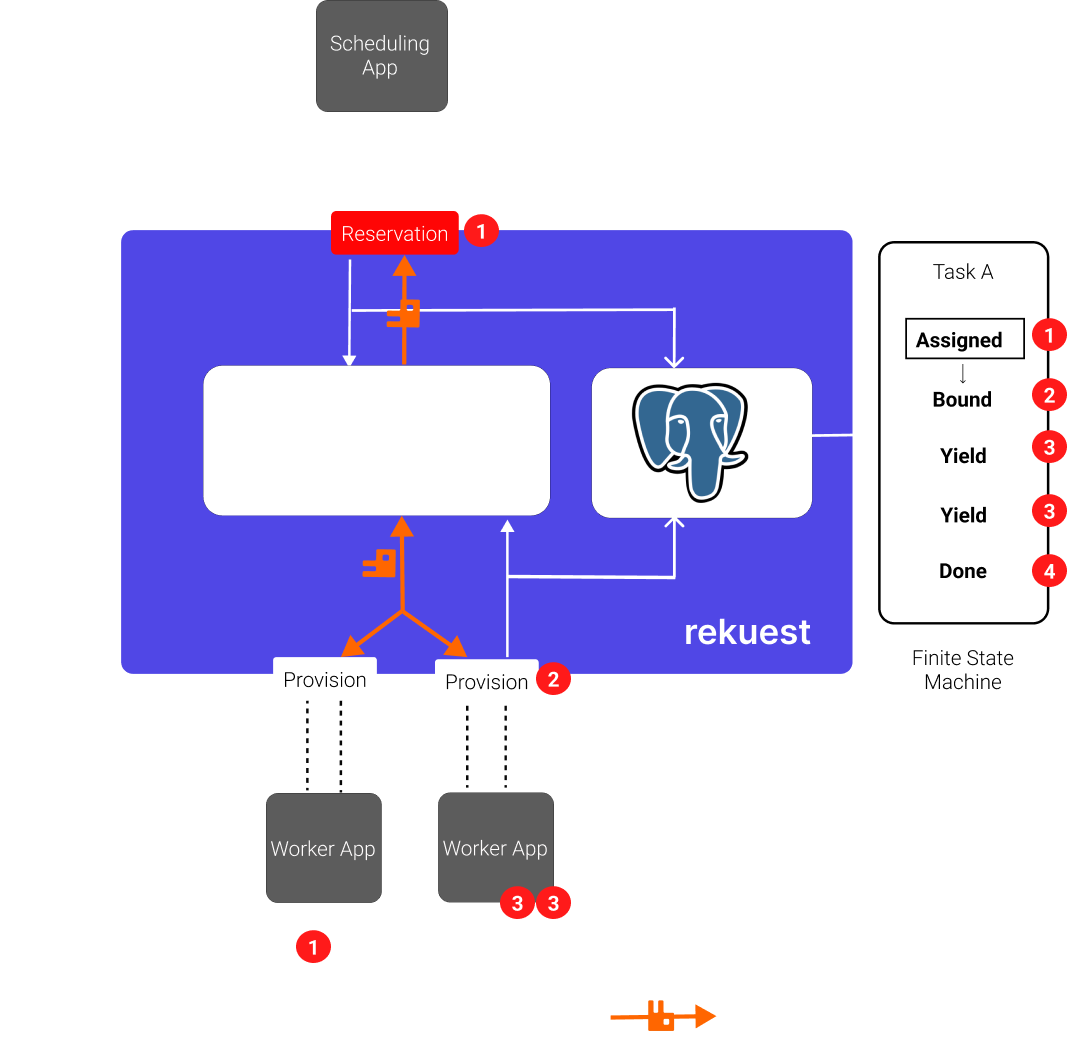 Scheduling
App
Reservation
1
Task A
Assigned
1
Bound
2
Yield
3
Yield
3
Done
4
rekuest
Finite State
Machine
Provision
Provision
2
Worker App
Worker App
3
3
1